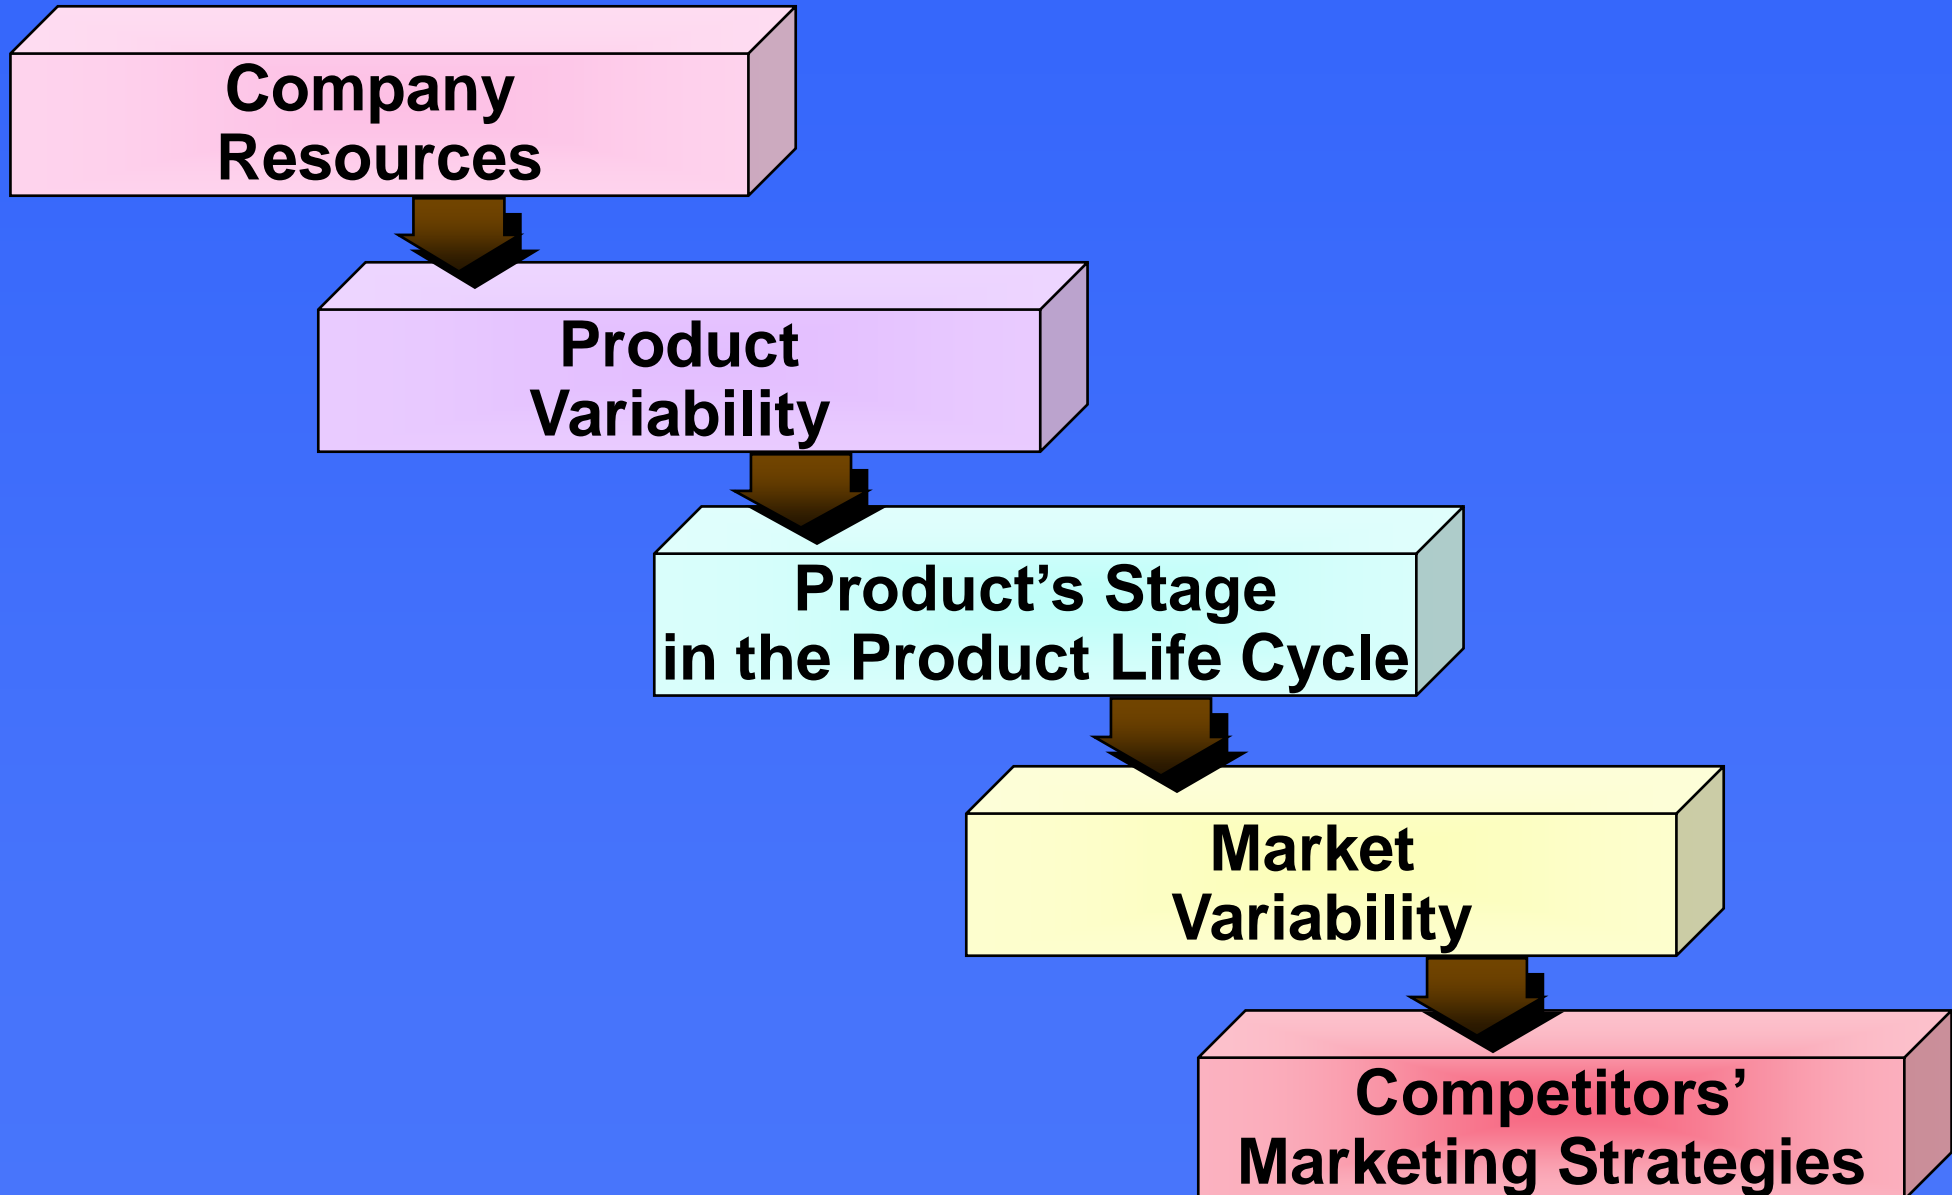 Company
Resources
Product
Variability
Product’s Stage
in the Product Life Cycle
Market
Variability
Competitors’
Marketing Strategies